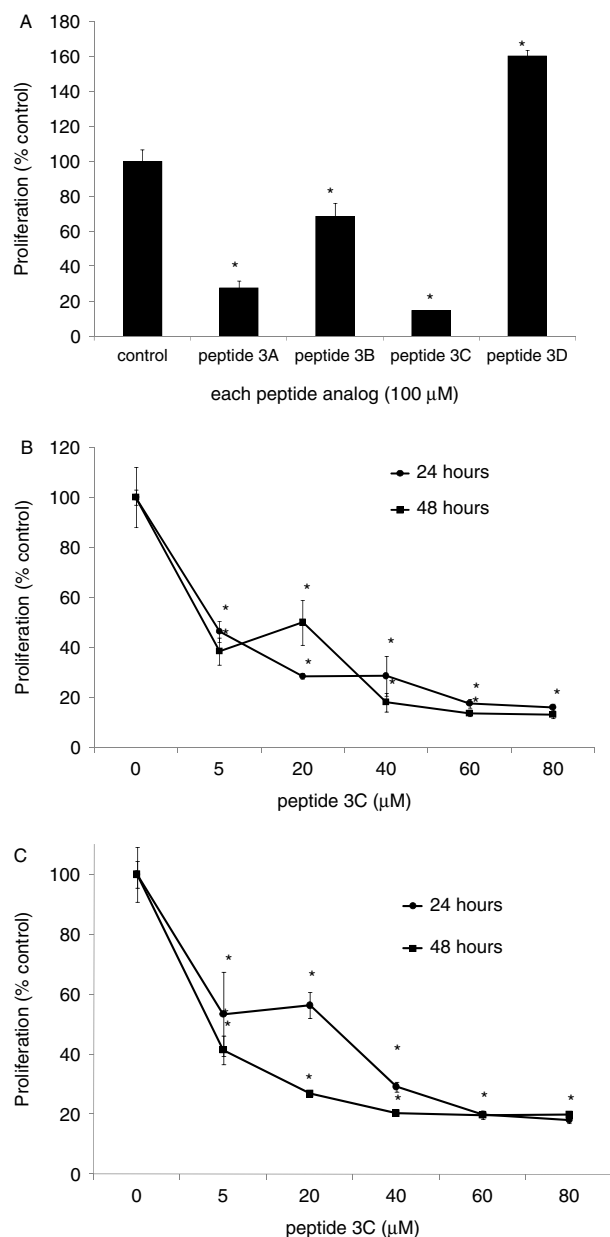 A
Proliferation (% control)
180
160
140
120
100
80
60
40
20
0
*
*
*
*
control peptide 3A peptide 3B peptide 3C peptide 3D
each peptide analog (100 μM)
B
Proliferation (% control)
120
100
80
60
40
20
0
24 hours
48 hours
*
*
*
*
*
*
*
*
*
0 5 20 40 60 80
peptide 3C (μM)
C
Proliferation (% control)
100
80
60
40
20
0
24 hours
48 hours
*
*
*
*
*
*
*
*
0 5 20 40 60 80
peptide 3C (μM)